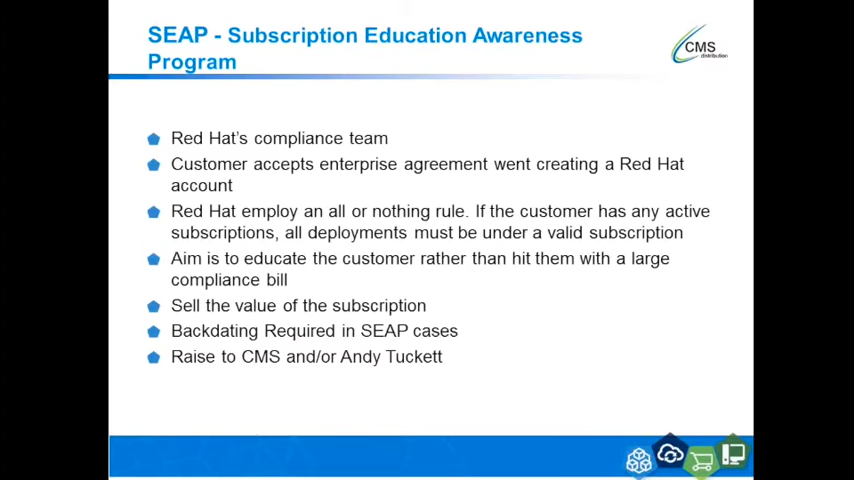 SEAP - Subscription Education Awareness
Program
CMS
distribution
Red Hat's compliance team
Customer accepts enterprise agreement went creating a Red Hat
account
Red Hat employ an all or nothing rule. If the customer has any active
subscriptions, all deployments must be under a valid subscription
Aim is to educate the customer rather than hit them with a large
compliance bill
Sell the value of the subscription
Backdating Required in SEAP cases
Raise to CMS and/or Andy Tuckett